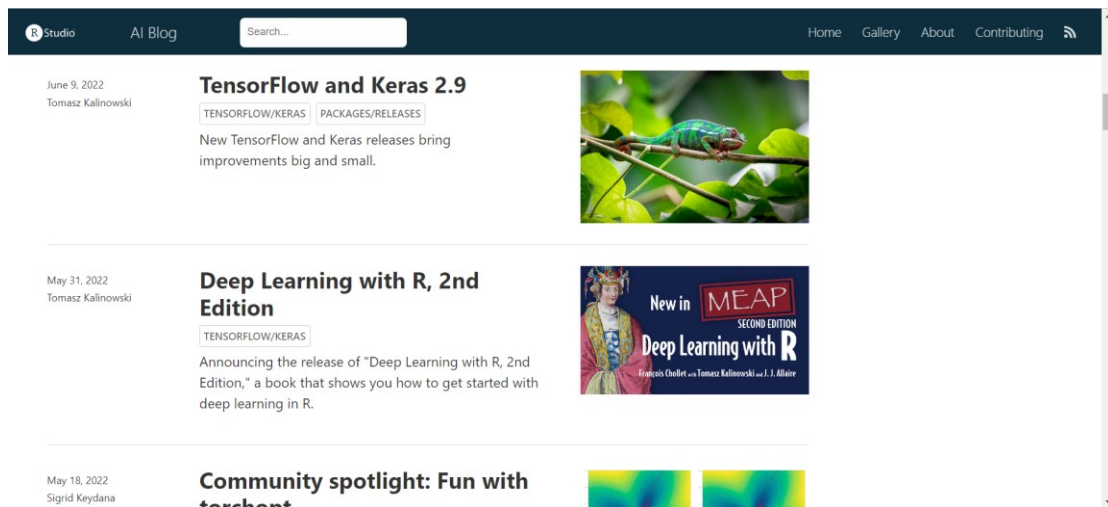 R Studio AI Blog Search... Home Gallery About Contributing
June 9, 2022
Tomasz Kalinowski
TensorFlow and Keras 2.9
TENSORFLOW/KERAS PACKAGES/RELEASES
New TensorFlow and Keras releases bring
improvements big and small.
May 31, 2022
Tomasz Kalinowski
Deep Learning with R, 2nd
Edition
TENSORFLOW/KERAS
Announcing the release of "Deep Learning with R, 2nd
Edition," a book that shows you how to get started with
deep learning in R.
New in MEAP
SECOND EDITION
Deep Learning with R
François Chollet with Tomasz Kalinowski and J. J. Allaire
May 18, 2022
Sigrid Keydana
Community spotlight: Fun with
torchopt